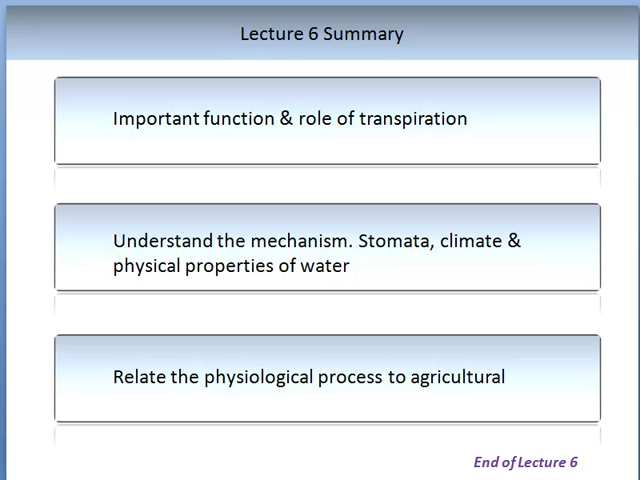 Lecture 6 Summary
Important function & role of transpiration
Understand the mechanism. Stomata, climate &
physical properties of water
Relate the physiological process to agricultural
End of Lecture 6